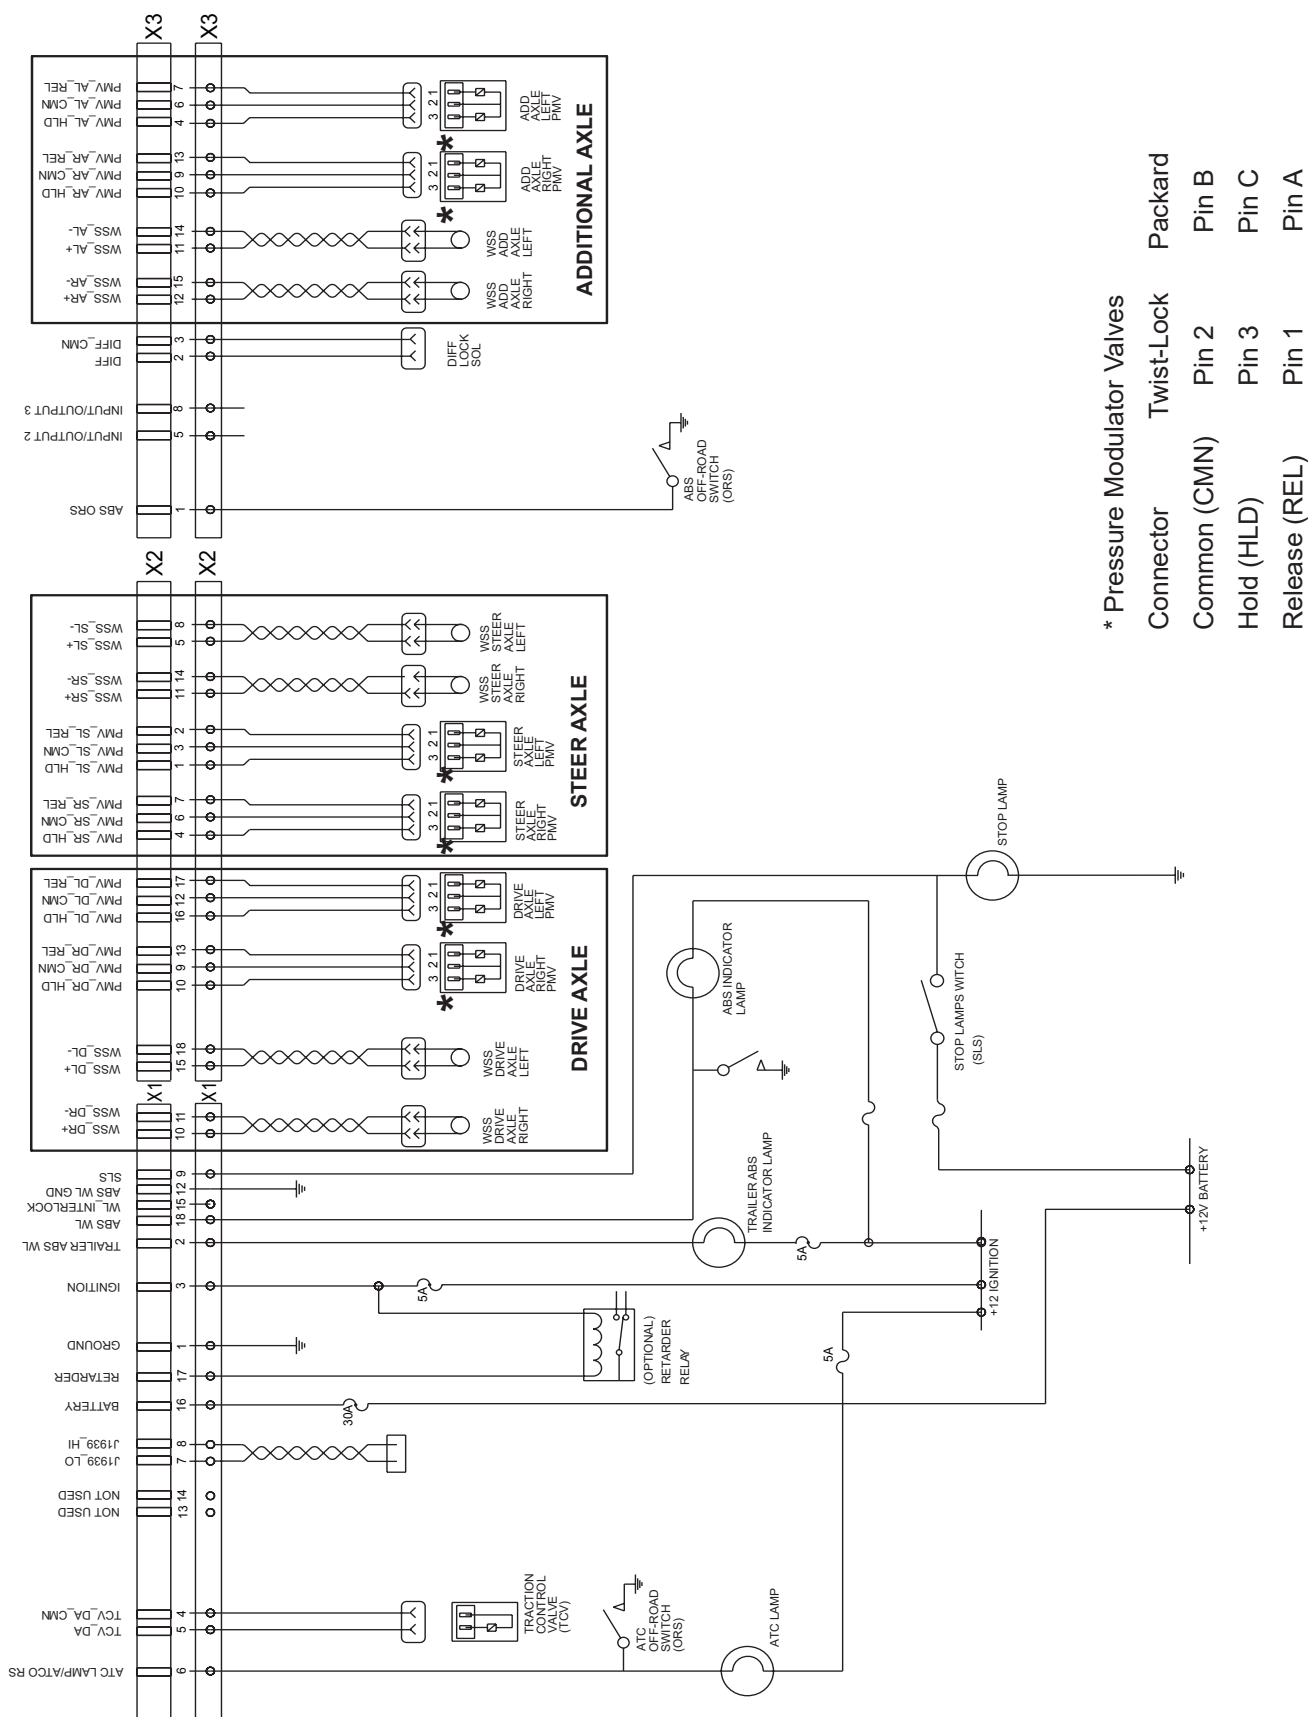 X3
X3
PMV_AL_REL
7
PMV_AL_CMN
6
PMV_AL_HLD
4
3 2 1
*
ADD
AXLE
LEFT
PMV
PMV_AR_REL
13
PMV_AR_CMN
9
PMV_AR_HLD
10
3 2 1
*
ADD
AXLE
RIGHT
PMV
WSS_AL-
14
WSS_AL+
11
WSS
ADD
AXLE
LEFT
WSS_AR-
15
WSS_AR+
12
WSS
ADD
AXLE
RIGHT
ADDITIONAL AXLE
DIFF_CMN
3
DIFF
2
DIFF
LOCK
SOL
INPUT/OUTPUT 3
8
INPUT/OUTPUT 2
5
ABS ORS
1
ABS
OFF-ROAD
SWITCH
(ORS)
X2
X2
WSS_SL-
8
WSS_SL+
5
WSS
STEER
AXLE
LEFT
WSS_SR-
14
WSS_SR+
11
WSS
STEER
AXLE
RIGHT
PMV_SL_REL
2
PMV_SL_CMN
3
PMV_SL_HLD
1
3 2 1
*
STEER
AXLE
LEFT
PMV
PMV_SR_REL
7
PMV_SR_CMN
6
PMV_SR_HLD
4
3 2 1
*
STEER
AXLE
RIGHT
PMV
STEER AXLE
PMV_DL_REL
17
PMV_DL_CMN
12
PMV_DL_HLD
16
3 2 1
*
DRIVE
AXLE
LEFT
PMV
PMV_DR_REL
13
PMV_DR_CMN
9
PMV_DR_HLD
10
3 2 1
*
DRIVE
AXLE
RIGHT
PMV
WSS_DL-
18
WSS_DL+
15
WSS
DRIVE
AXLE
LEFT
X1
X1
WSS_DR-
11
WSS_DR+
10
WSS
DRIVE
AXLE
RIGHT
DRIVE AXLE
SLS
9
ABS WL GND
12
WL_INTERLOCK
15
ABS WL
18
TRAILER ABS WL
2
IGNITION
3
GROUND
1
RETARDER
17
BATTERY
16
J1939_HI
8
J1939_LO
7
NOT USED
14
NOT USED
13
TCV_DA_CMN
4
TCV_DA
5
ATC LAMP/ATCO RS
6
STOP LAMP
STOP LAMPS WITCH
(SLS)
ABS INDICATOR
LAMP
TRAILER ABS
INDICATOR LAMP
5A
+12 IGNITION
+12V BATTERY
5A
(OPTIONAL)
RETARDER
RELAY
5A
30A
TRACTION
CONTROL
VALVE
(TCV)
ATC
OFF-ROAD
SWITCH
(ORS)
ATC LAMP
* Pressure Modulator Valves
Connector Twist-Lock Packard
Common (CMN) Pin 2 Pin B
Hold (HLD) Pin 3 Pin C
Release (REL) Pin 1 Pin A